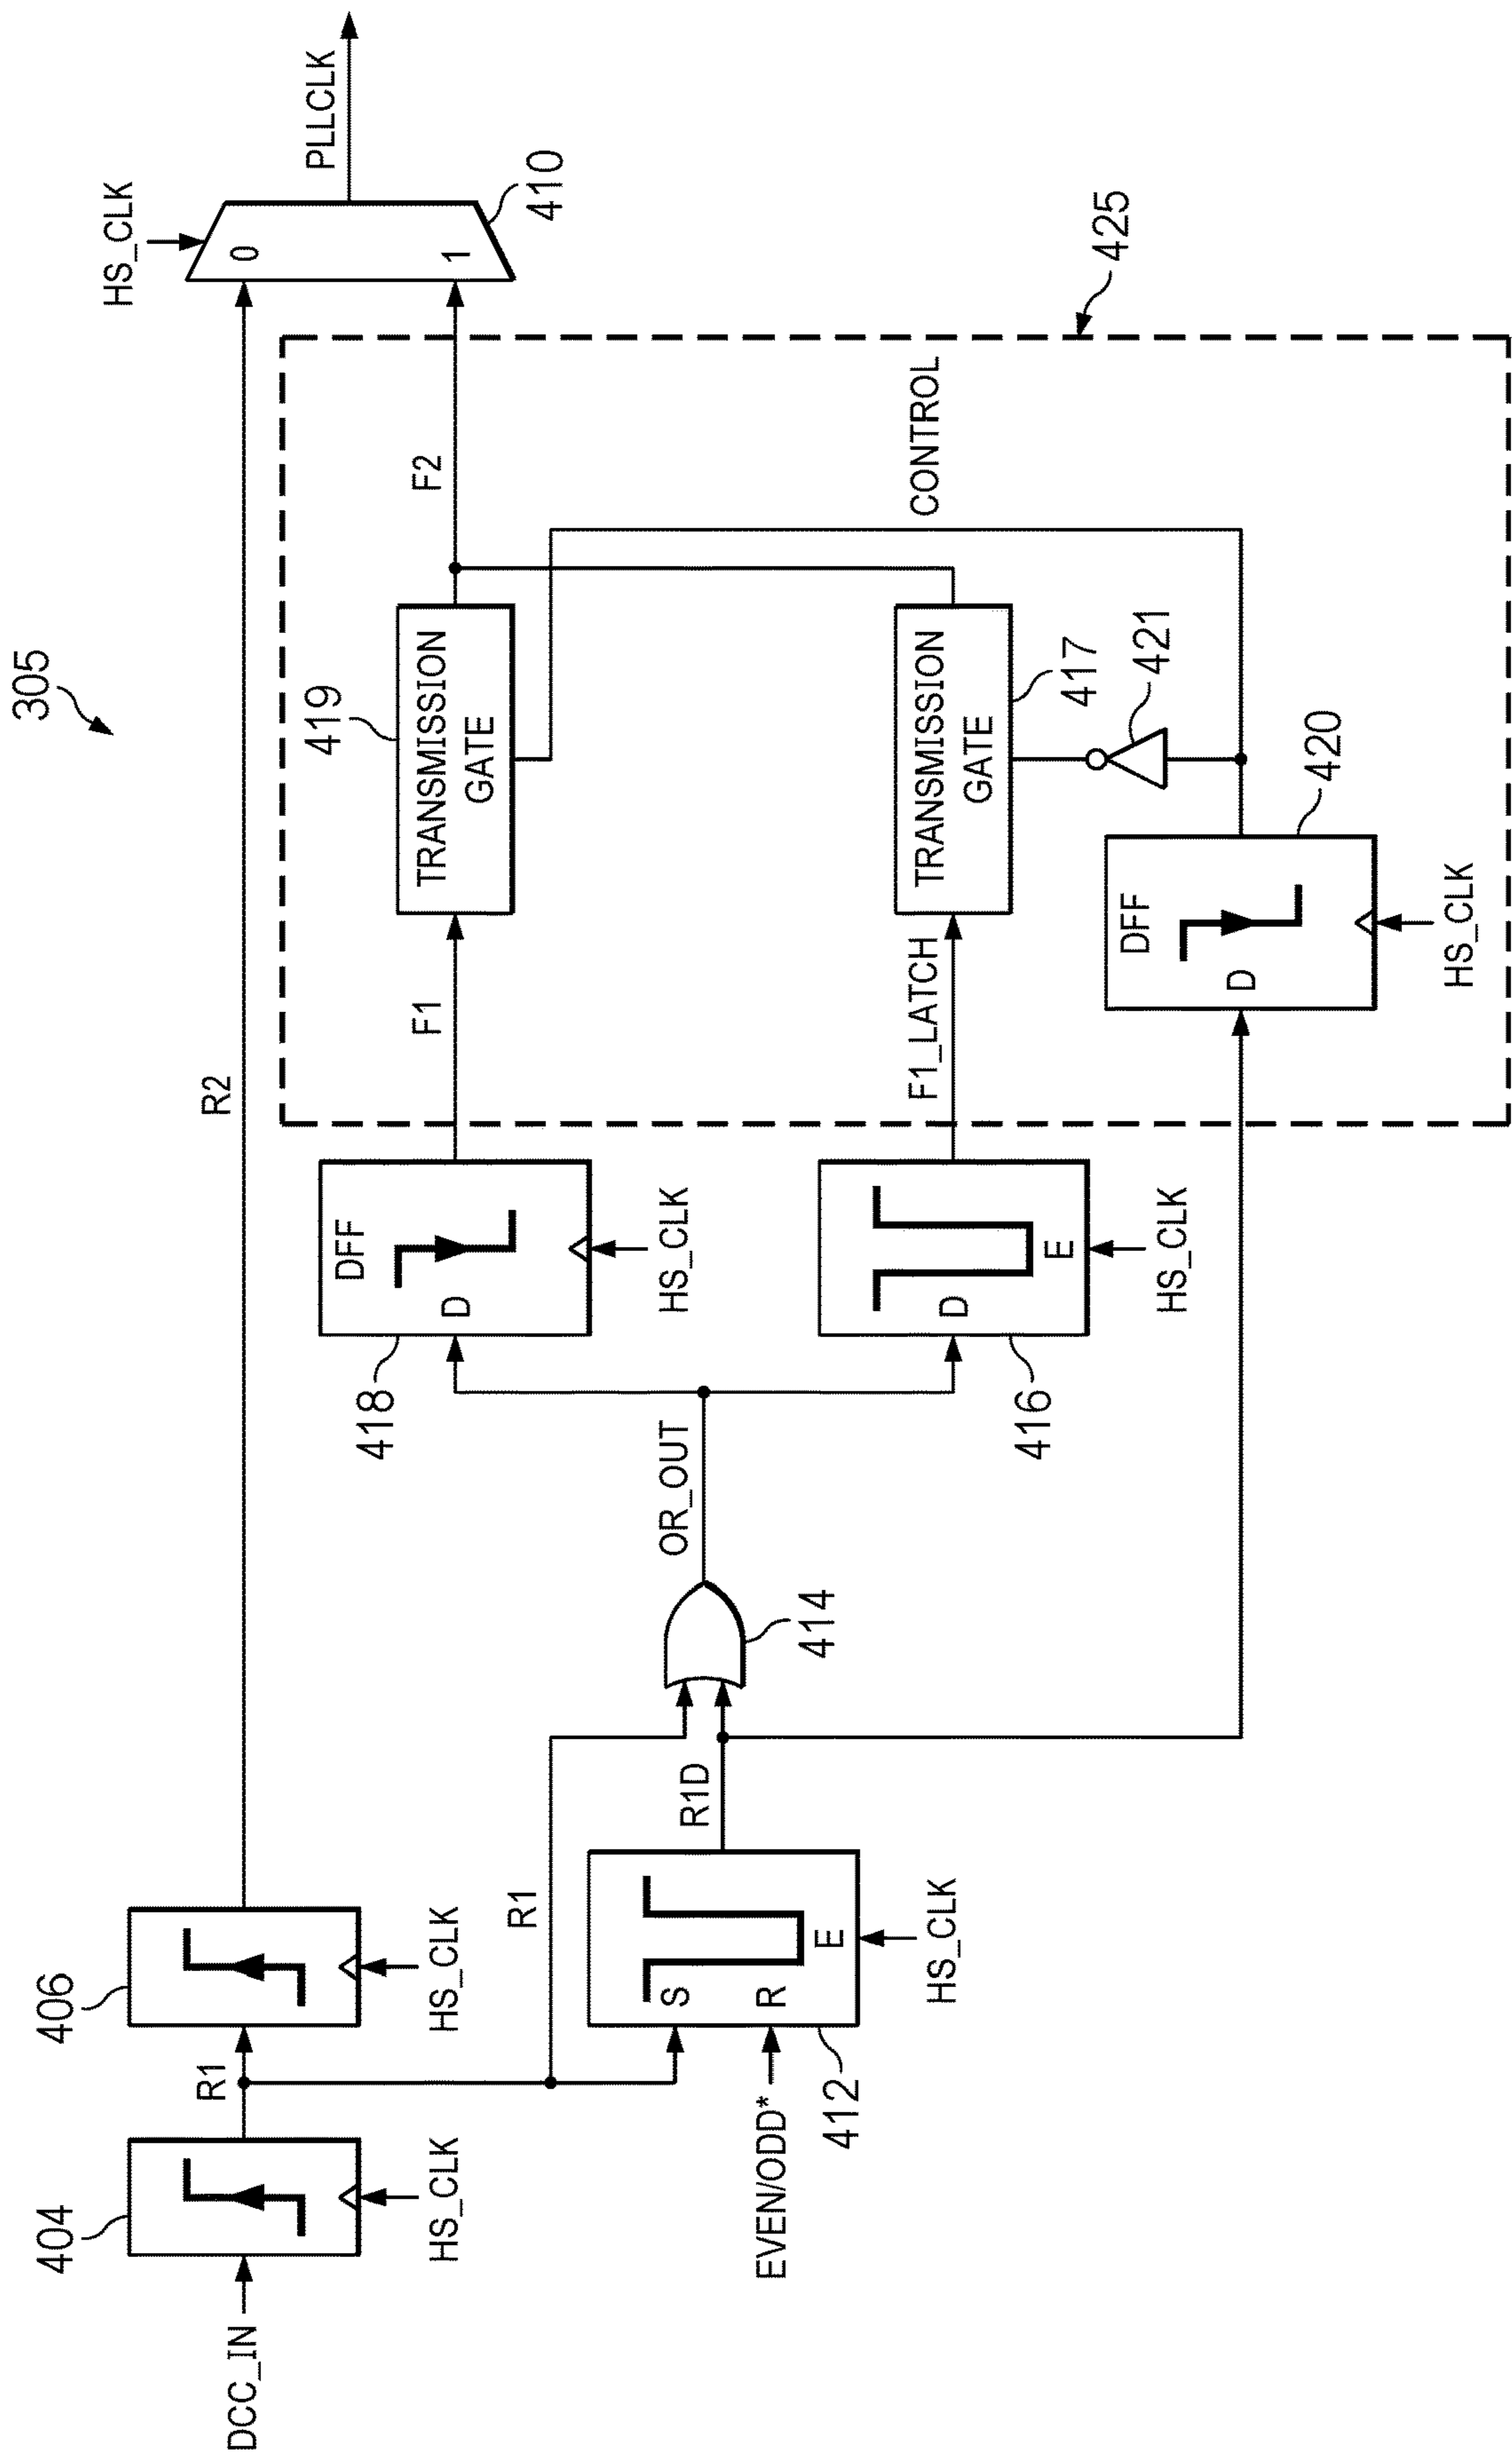 305
HS_CLK
PLLCLK
0
1
410
404
406
DCC_IN
R1
R2
HS_CLK
HS_CLK
425
R1
OR_OUT
418
DFF
D
HS_CLK
F1
419
TRANSMISSION
GATE
F2
S
R
E
412
EVEN/ODD*
HS_CLK
R1D
414
416
D
E
HS_CLK
F1_LATCH
TRANSMISSION
GATE
417
421
CONTROL
DFF
D
420
HS_CLK